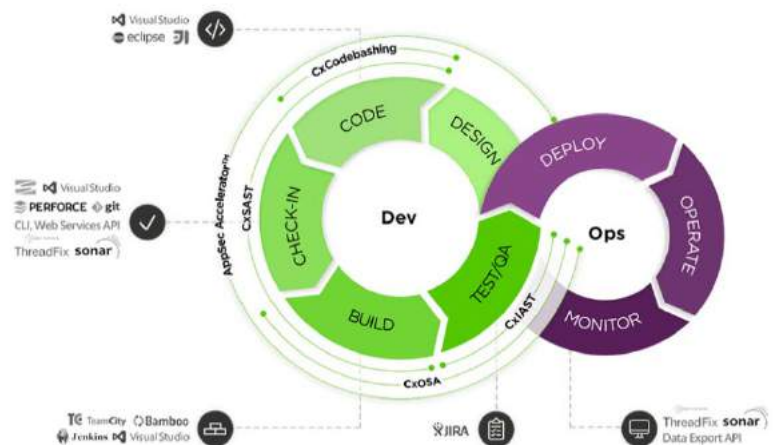 Visual Studio
eclipse
CxCodebashing
CODE
DESIGN
DEPLOY
OPERATE
MONITOR
Ops
Dev
CHECK-IN
BUILD
TEST/QA
AppSec Accelerator™
CxSAST
CxIAST
CxOSA
Visual Studio
PERFORCE git
CLI, Web Services API
ThreadFix sonar
TC TeamCity Bamboo
Jenkins Visual Studio
JIRA
ThreadFix sonar
Data Export API